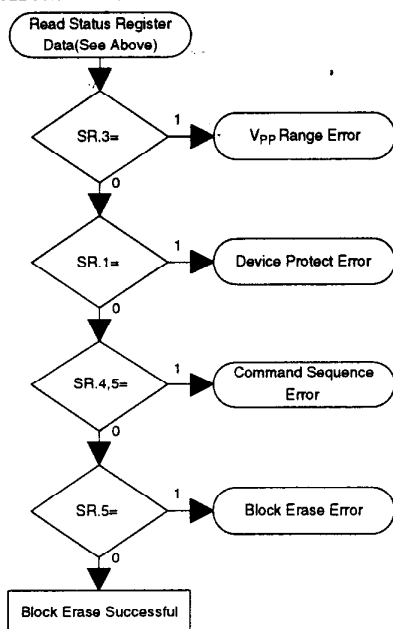 Read Status Register
Data(See Above)
SR.3=
1
VPP Range Error
0
SR.1=
1
Device Protect Error
0
SR.4,5=
1
Command Sequence
Error
0
SR.5=
1
Block Erase Error
0
Block Erase Successful